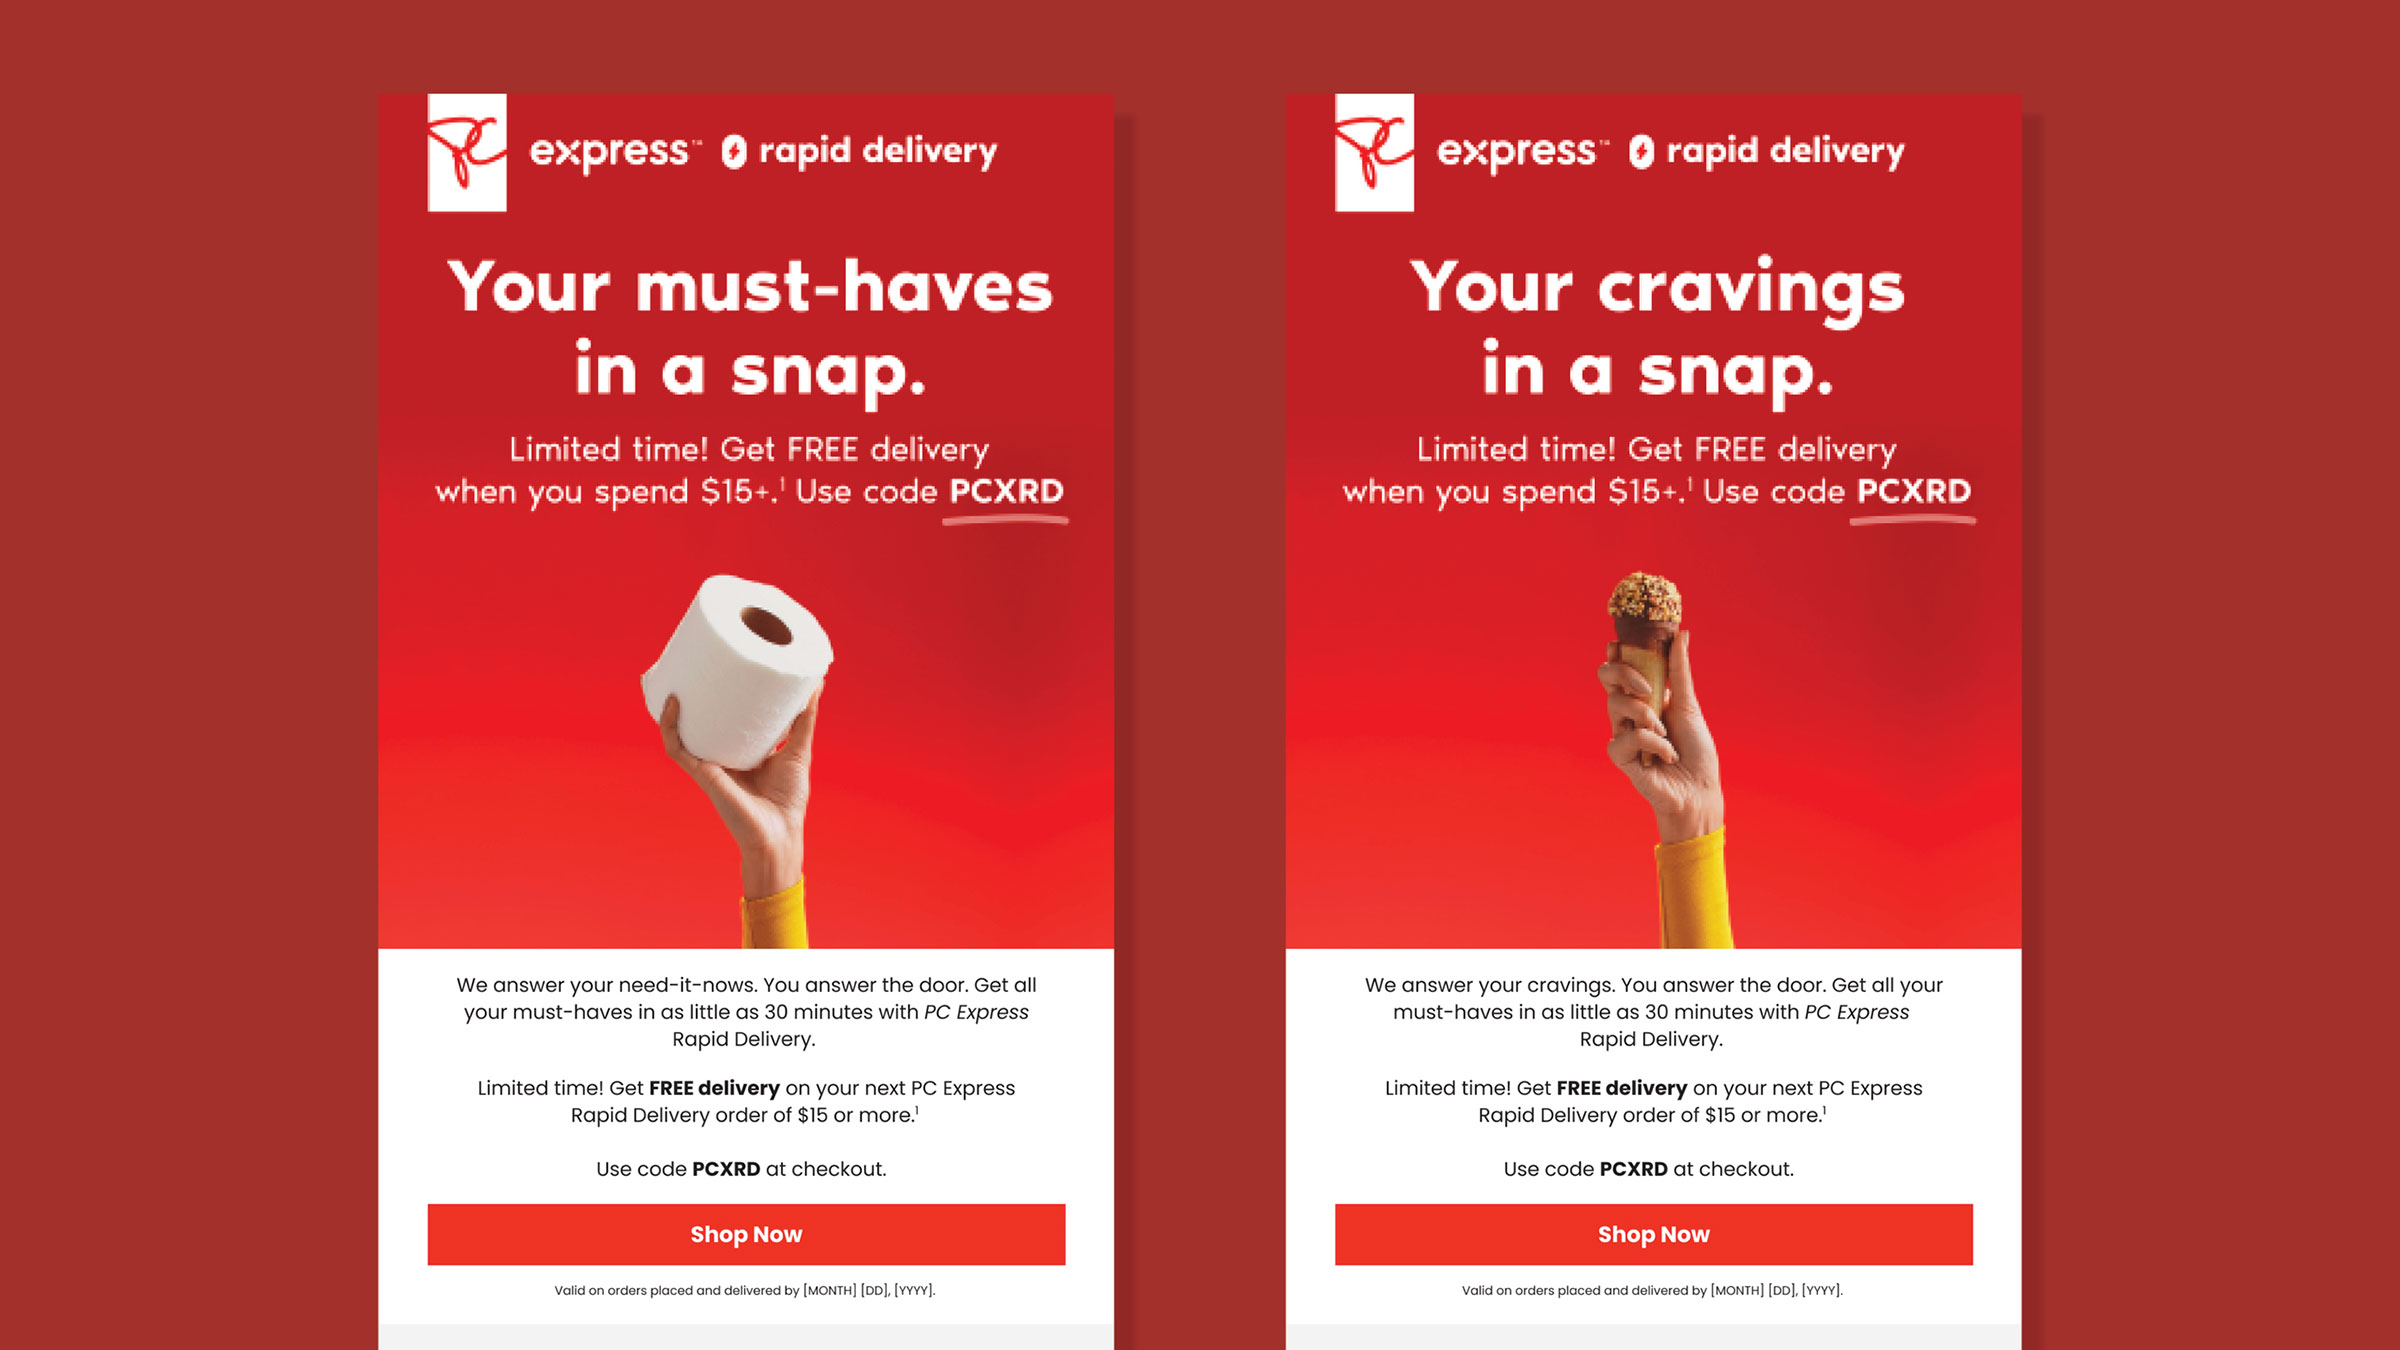 PC express™ rapid delivery
Your must-haves
in a snap.
Limited time! Get FREE delivery
when you spend $15+.¹ Use code PCXRD
We answer your need-it-nows. You answer the door. Get all
your must-haves in as little as 30 minutes with PC Express
Rapid Delivery.
Limited time! Get FREE delivery on your next PC Express
Rapid Delivery order of $15 or more.¹
Use code PCXRD at checkout.
Shop Now
Valid on orders placed and delivered by [MONTH] [DD], [YYYY].
PC express™ rapid delivery
Your cravings
in a snap.
Limited time! Get FREE delivery
when you spend $15+.¹ Use code PCXRD
We answer your cravings. You answer the door. Get all your
must-haves in as little as 30 minutes with PC Express
Rapid Delivery.
Limited time! Get FREE delivery on your next PC Express
Rapid Delivery order of $15 or more.¹
Use code PCXRD at checkout.
Shop Now
Valid on orders placed and delivered by [MONTH] [DD], [YYYY].